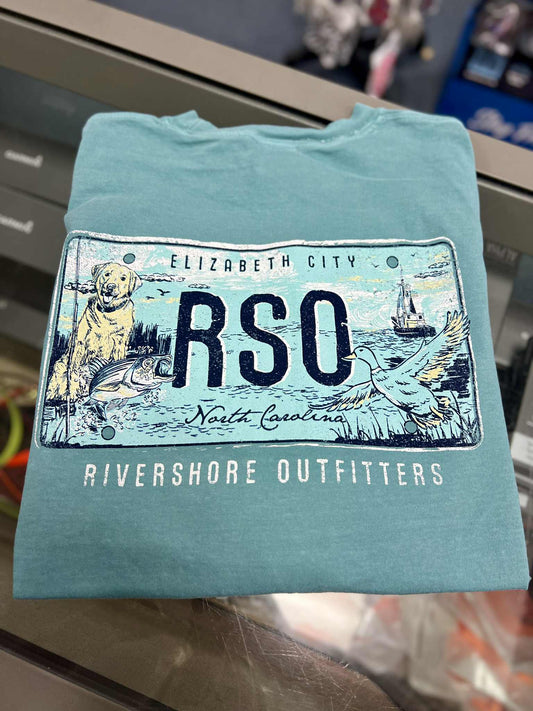 ELIZABETH CITY
RSO
North Carolina
RIVERSHORE OUTFITTERS